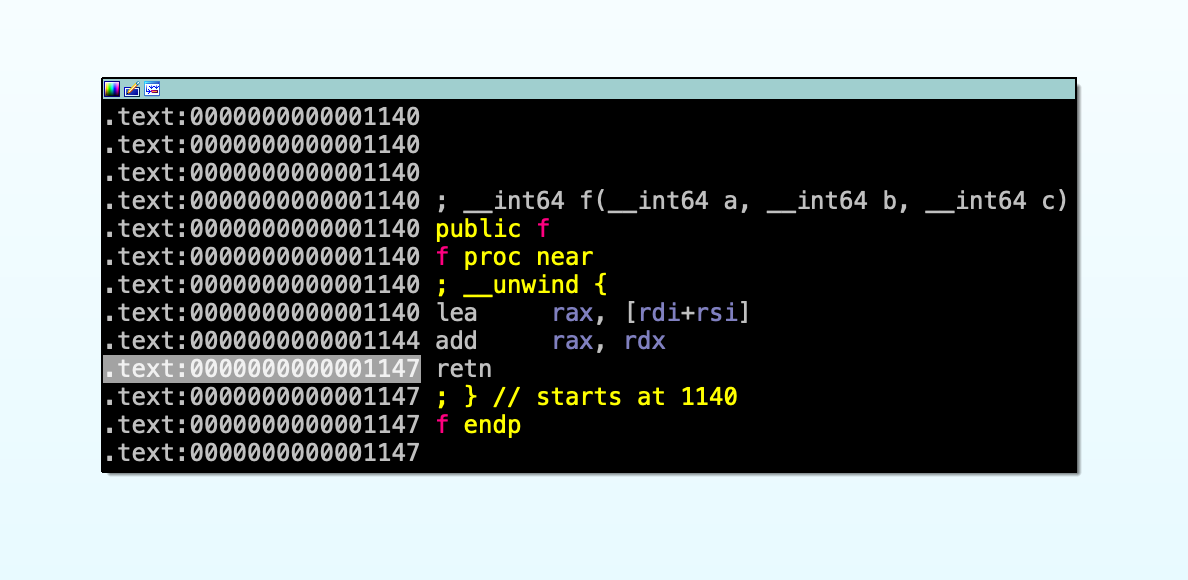 .text:0000000000001140
.text:0000000000001140
.text:0000000000001140
.text:0000000000001140 ; __int64 f(__int64 a, __int64 b, __int64 c)
.text:0000000000001140 public f
.text:0000000000001140 f proc near
.text:0000000000001140 ; __unwind {
.text:0000000000001140 lea     rax, [rdi+rsi]
.text:0000000000001144 add     rax, rdx
.text:0000000000001147 retn
.text:0000000000001147 ; } // starts at 1140
.text:0000000000001147 f endp
.text:0000000000001147